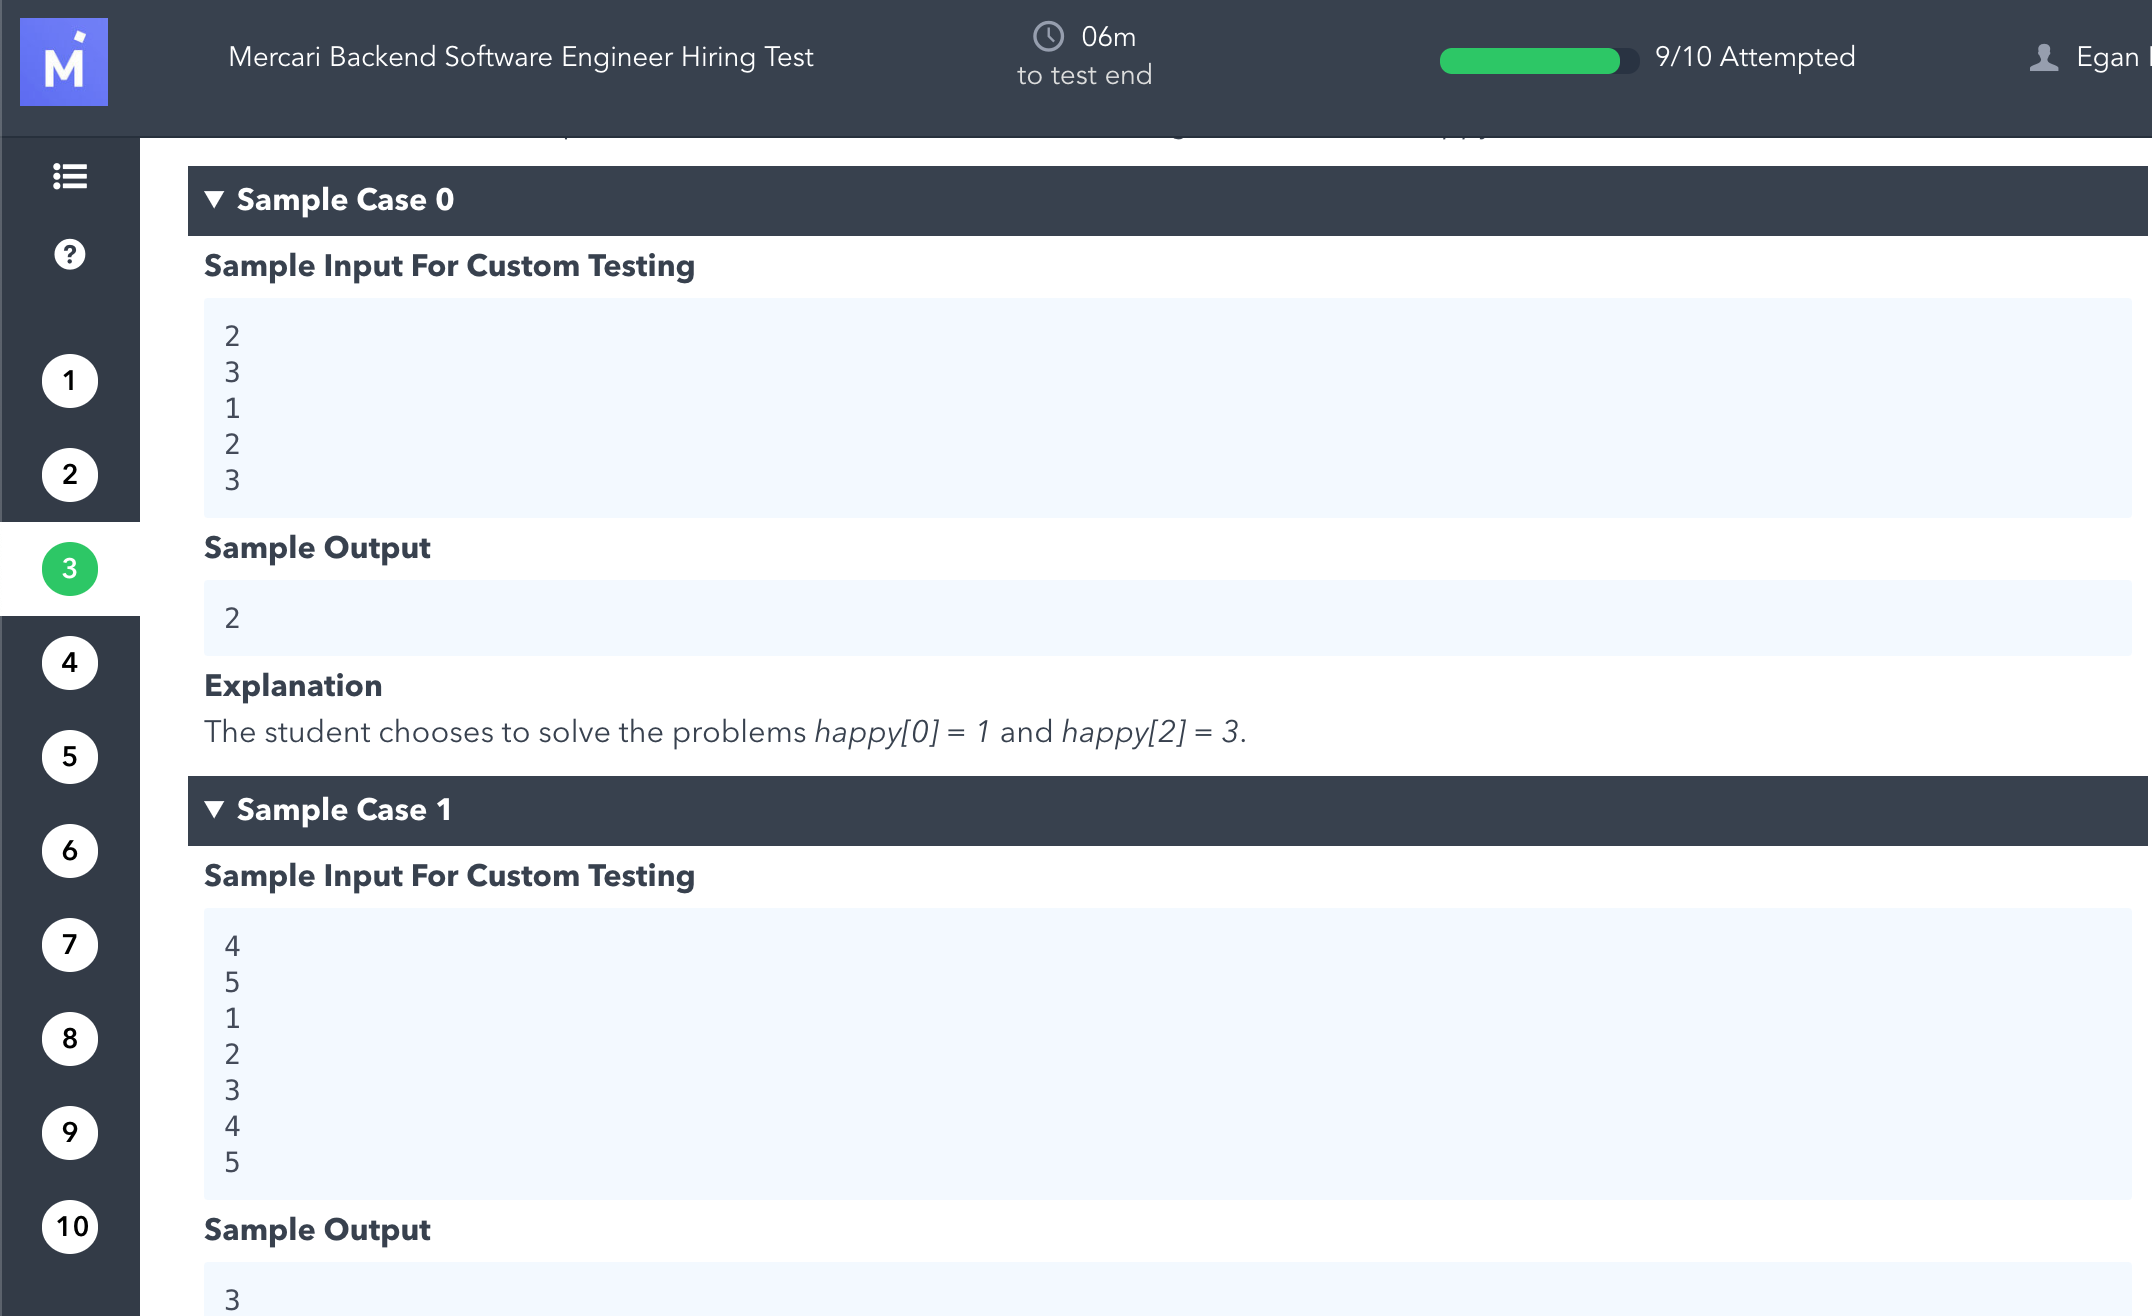 M
Mercari Backend Software Engineer Hiring Test
06m
to test end
9/10 Attempted
Egan
?
1
2
3
4
5
6
7
8
9
10
Sample Case 0
Sample Input For Custom Testing
2
3
1
2
3
Sample Output
2
Explanation
The student chooses to solve the problems happy[0] = 1 and happy[2] = 3.
Sample Case 1
Sample Input For Custom Testing
4
5
1
2
3
4
5
Sample Output
3